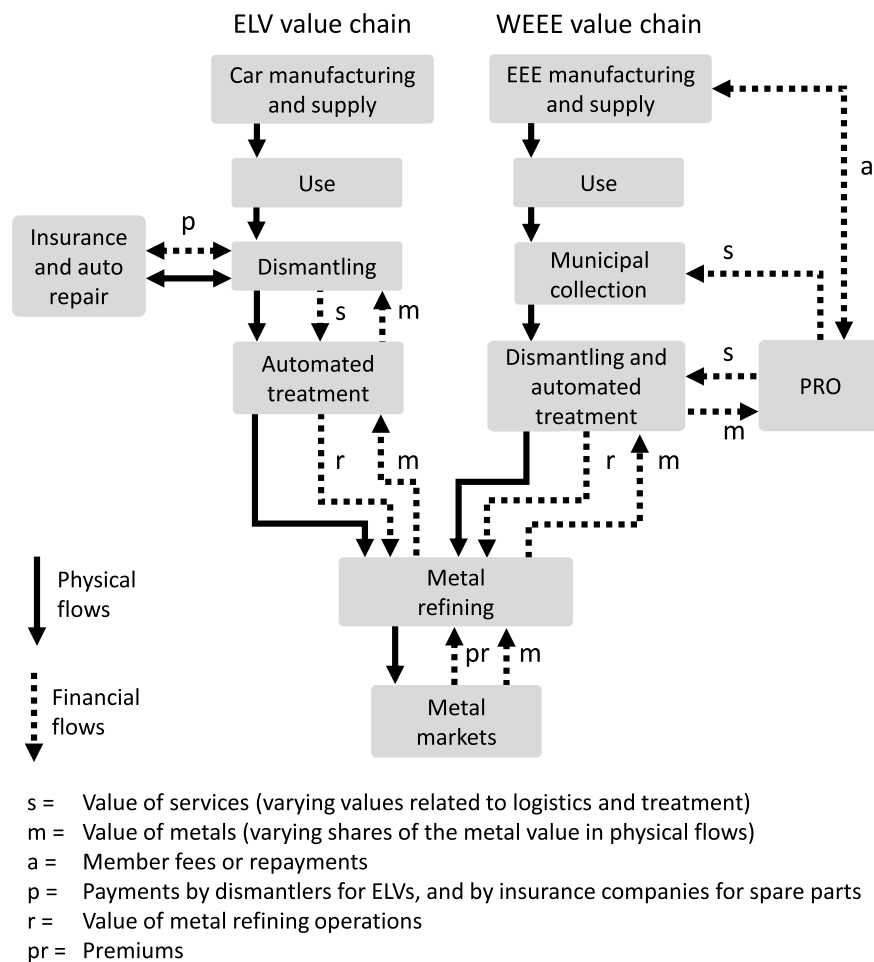 ELV value chain
WEEE value chain
Car manufacturing
and supply
EEE manufacturing
and supply
a
Use
Use
Insurance
and auto
repair
p
Dismantling
Municipal
collection
s
s
m
Automated
treatment
Dismantling and
automated
treatment
s
m
PRO
r
m
r
m
Metal
refining
Physical
flows
pr
m
Financial
flows
Metal
markets
s = Value of services (varying values related to logistics and treatment)
m = Value of metals (varying shares of the metal value in physical flows)
a = Member fees or repayments
p = Payments by dismantlers for ELVs, and by insurance companies for spare parts
r = Value of metal refining operations
pr = Premiums